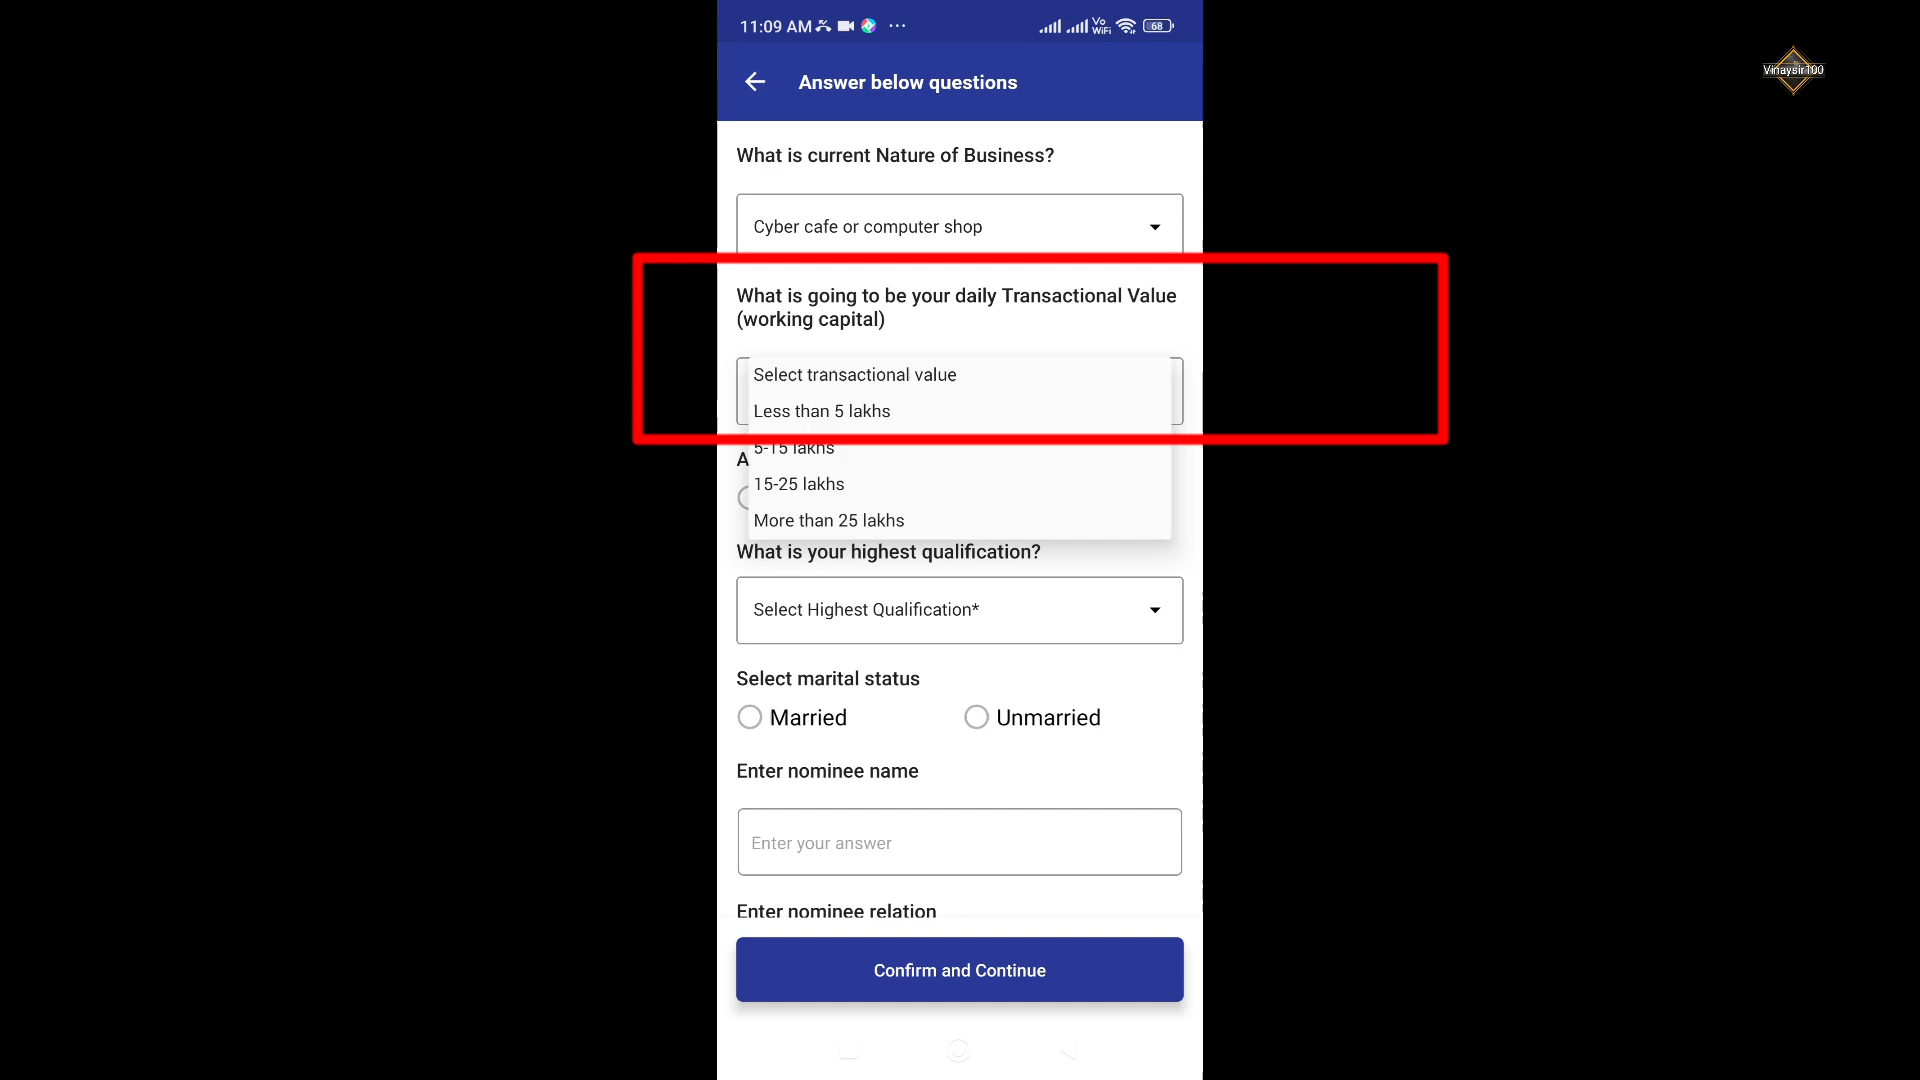 11:09 AM
Vo
WiFi
68
Answer below questions
Vinaysir100
What is current Nature of Business?
Cyber cafe or computer shop
What is going to be your daily Transactional Value
(working capital)
Select transactional value
Less than 5 lakhs
5-15 lakhs
A
15-25 lakhs
More than 25 lakhs
What is your highest qualification?
Select Highest Qualification*
Select marital status
Married
Unmarried
Enter nominee name
Enter your answer
Enter nominee relation
Confirm and Continue